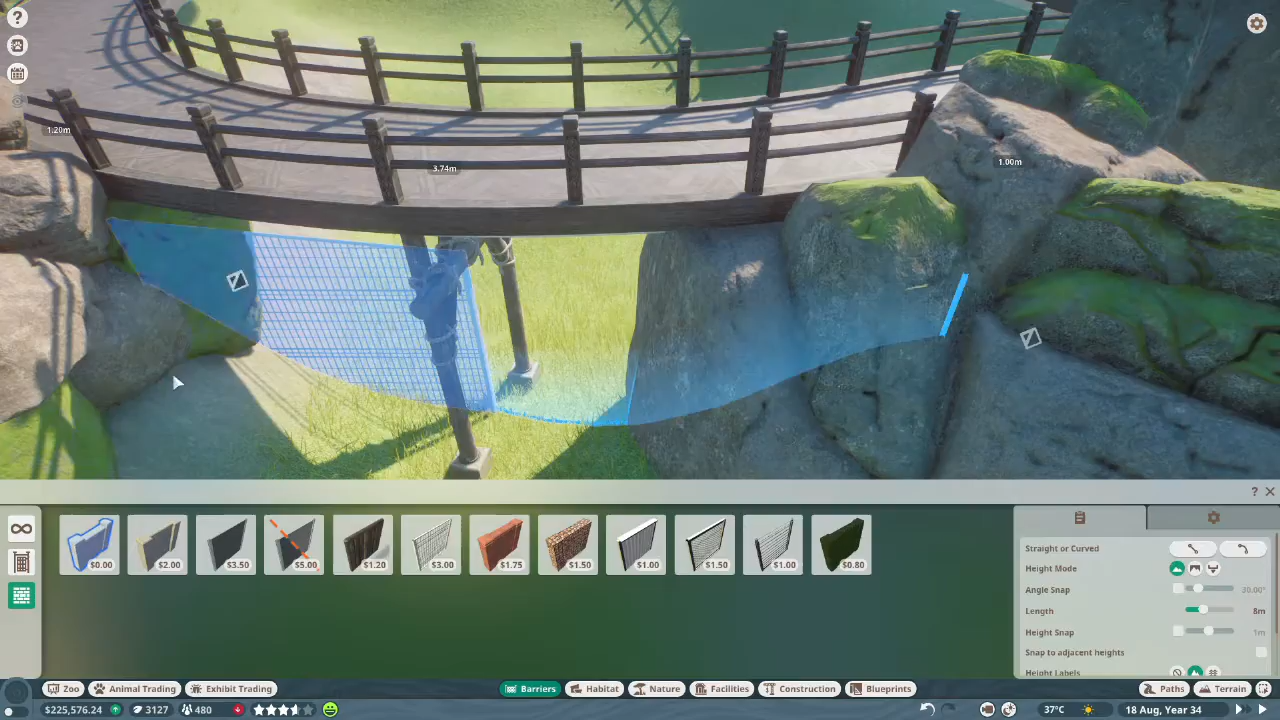 ?
1.20m
3.74m
1.00m
? ✕
$0.00 $2.00 $3.50 $5.00 $1.20 $3.00 $1.75 $1.50 $1.00 $1.50 $1.00 $0.80
Straight or Curved
Height Mode
Angle Snap 30.00°
Length 8m
Height Snap 1m
Snap to adjacent heights
Height Labels
Zoo Animal Trading Exhibit Trading Barriers Habitat Nature Facilities Construction Blueprints Paths Terrain
$225,576.24 3127 480 37°C 18 Aug, Year 34